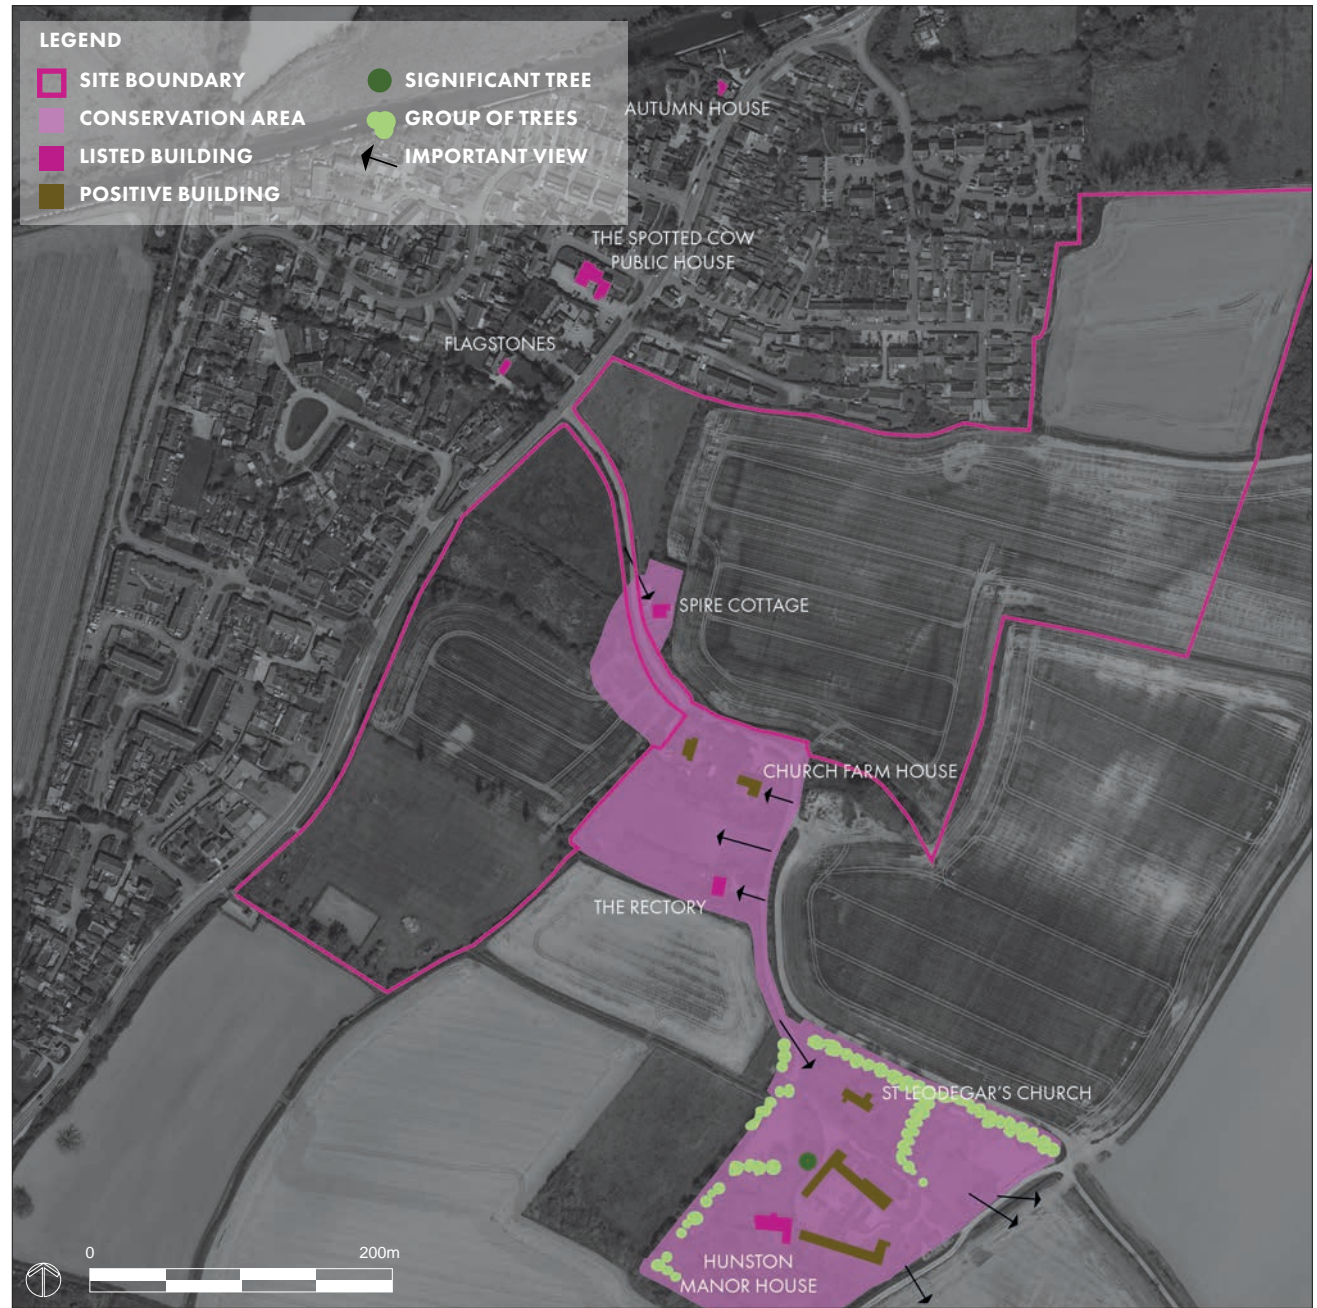 LEGEND
SITE BOUNDARY
CONSERVATION AREA
LISTED BUILDING
POSITIVE BUILDING
SIGNIFICANT TREE
GROUP OF TREES
IMPORTANT VIEW
AUTUMN HOUSE
THE SPOTTED COW
PUBLIC HOUSE
FLAGSTONES
SPIRE COTTAGE
CHURCH FARM HOUSE
THE RECTORY
ST LEODEGAR'S CHURCH
HUNSTON
MANOR HOUSE
0
200m